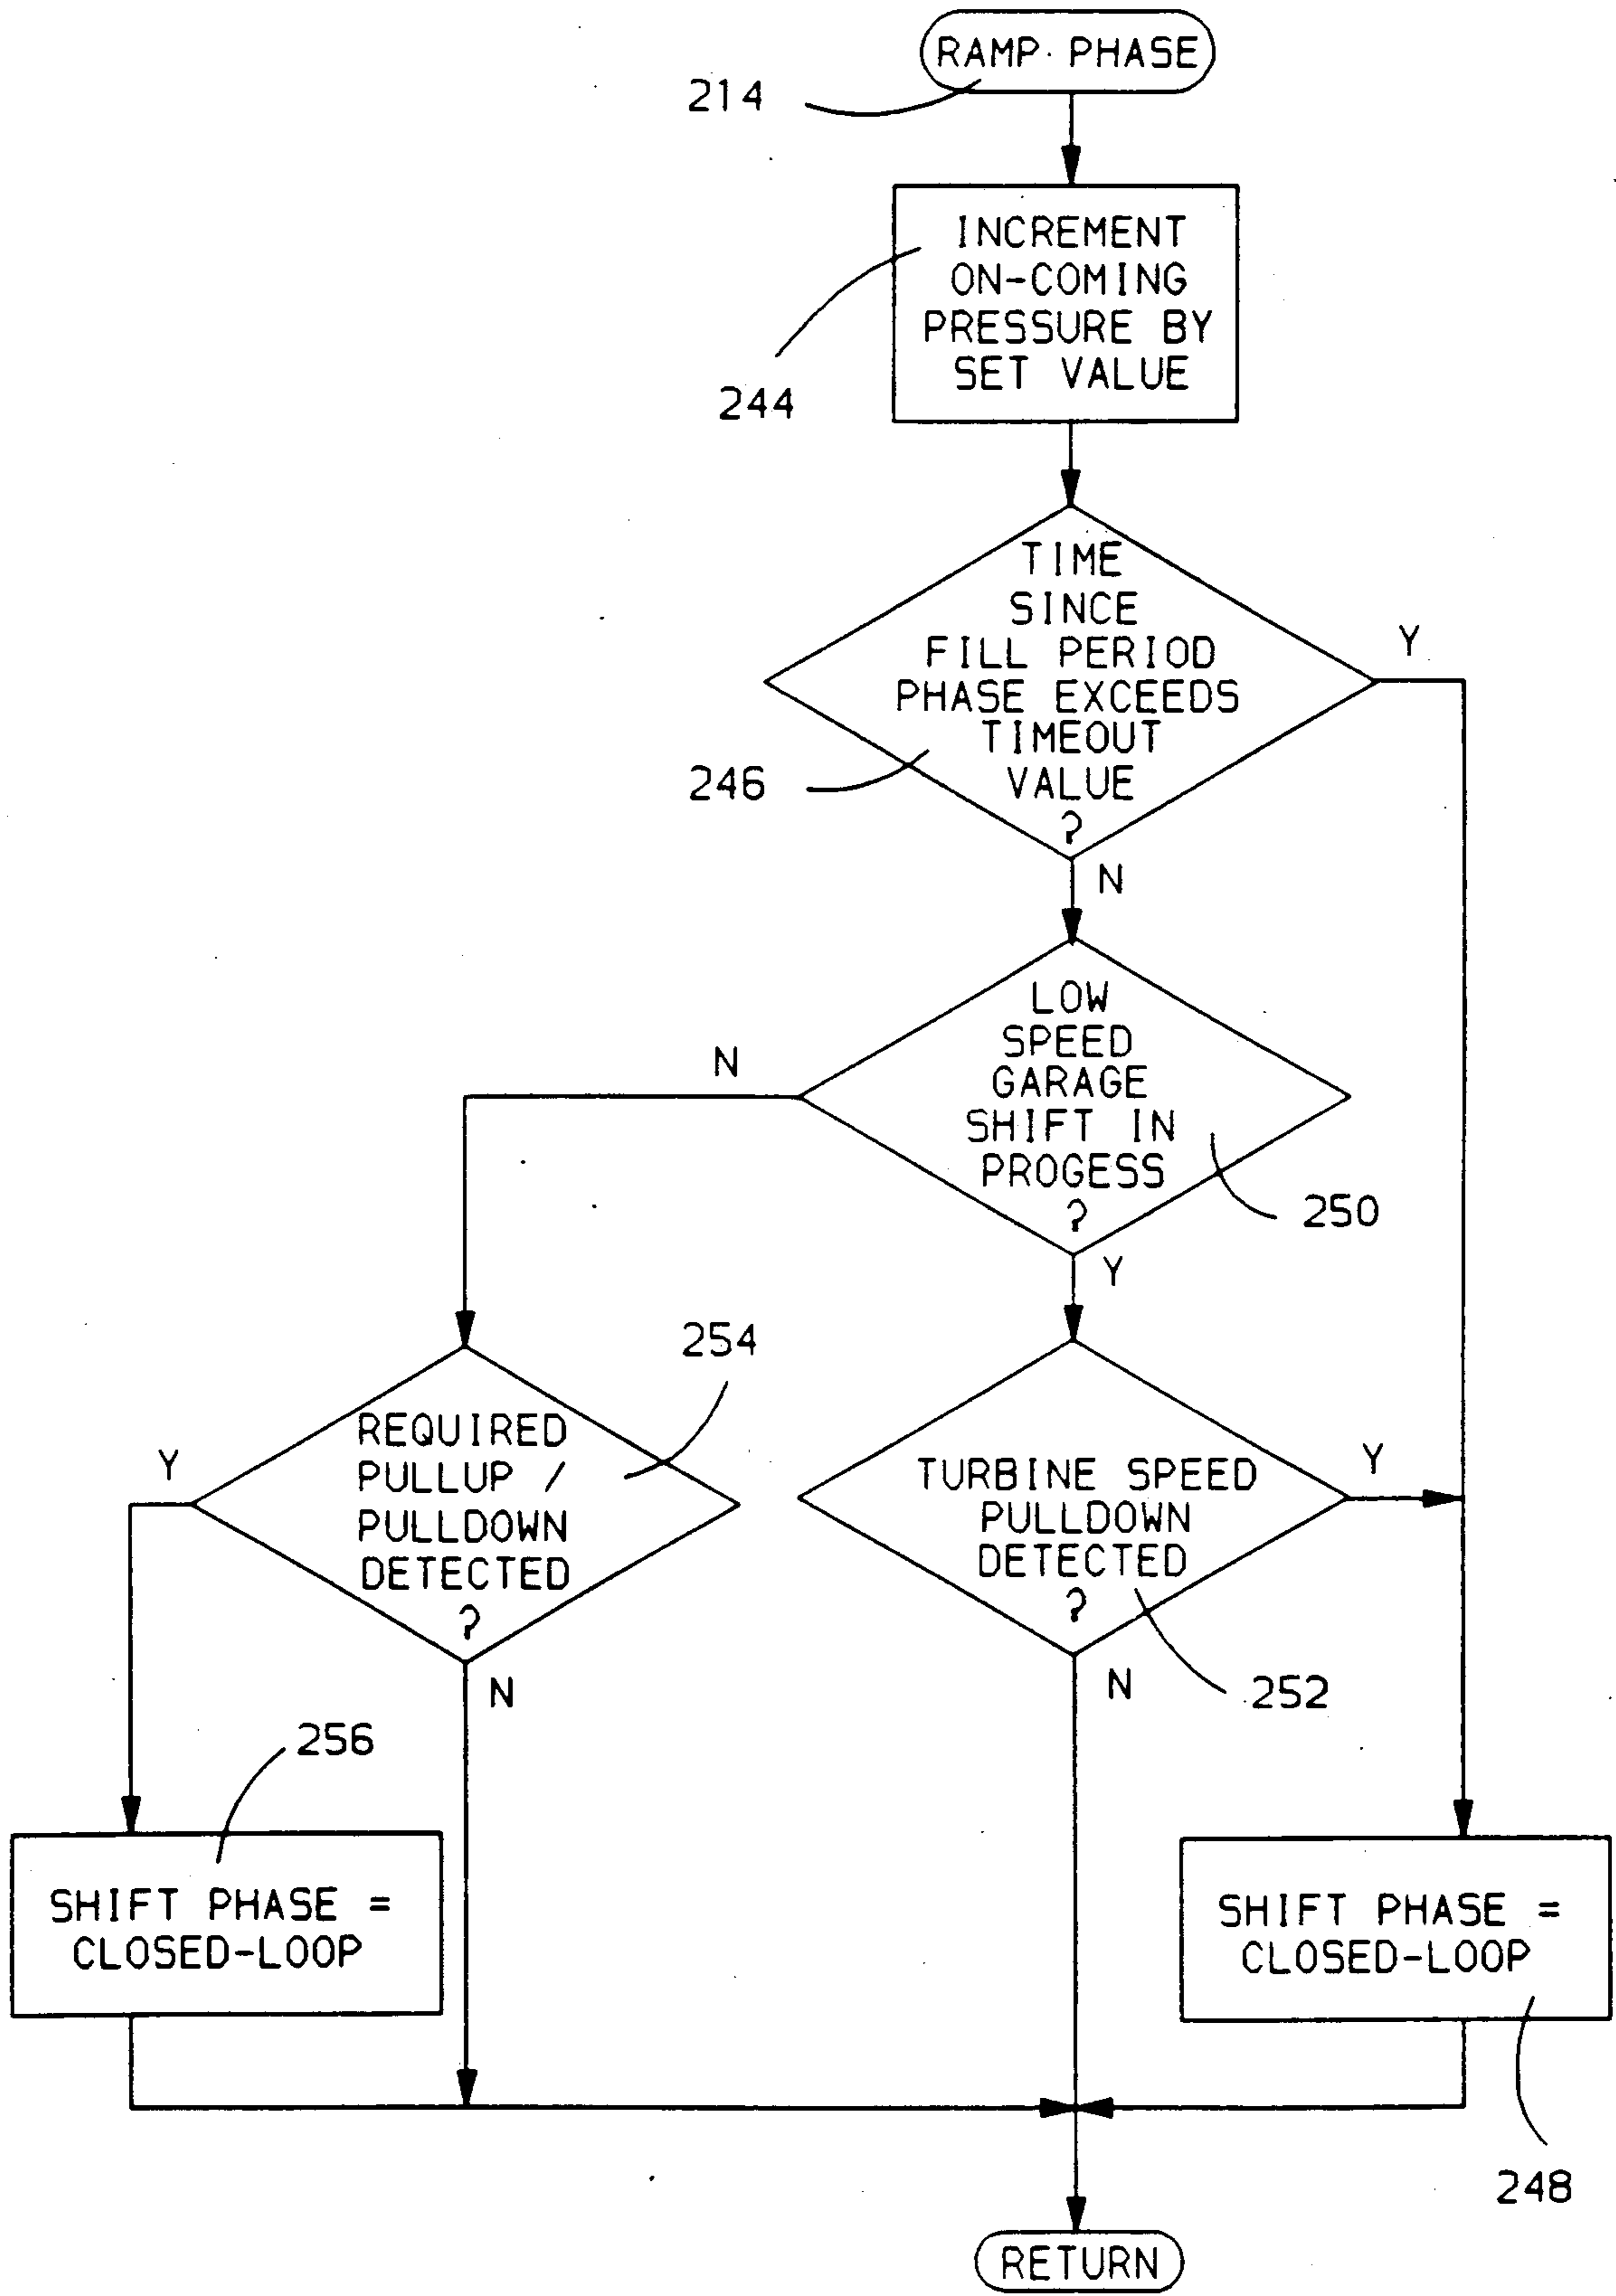 RAMP PHASE
214
INCREMENT
ON-COMING
PRESSURE BY
SET VALUE
244
TIME
SINCE
FILL PERIOD
PHASE EXCEEDS
TIMEOUT
VALUE
?
246
Y
N
LOW
SPEED
GARAGE
SHIFT IN
PROGESS
?
N
250
Y
254
REQUIRED
PULLUP /
PULLDOWN
DETECTED
?
Y
N
TURBINE SPEED
PULLDOWN
DETECTED
?
Y
N
252
256
SHIFT PHASE =
CLOSED-LOOP
SHIFT PHASE =
CLOSED-LOOP
248
RETURN